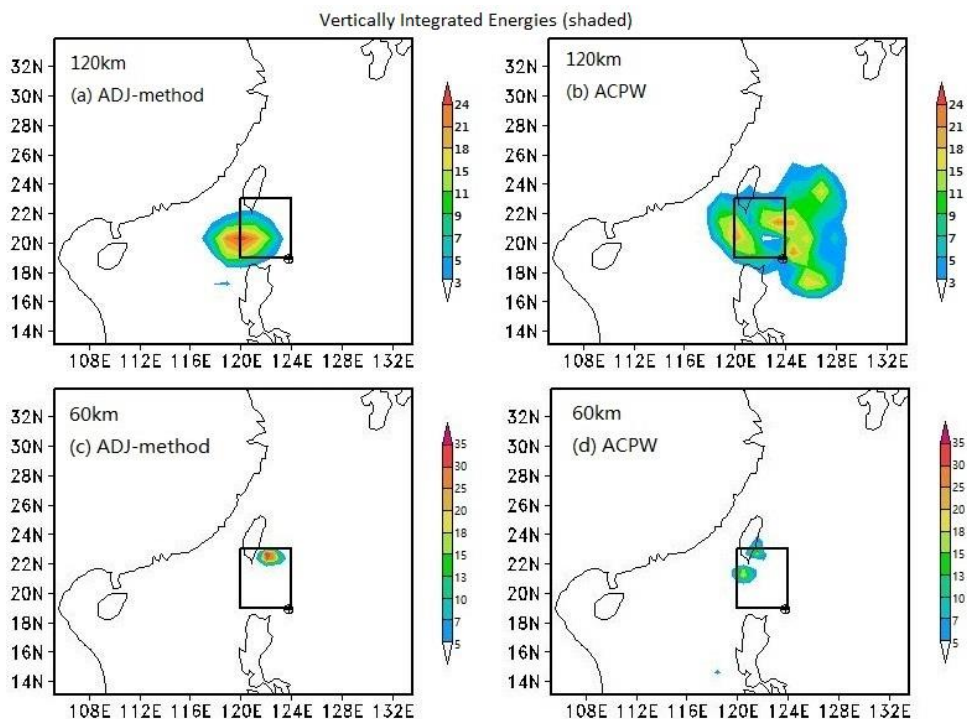 Vertically Integrated Energies (shaded)
120km
(a) ADJ-method
32N
30N
28N
26N
24N
22N
20N
18N
16N
14N
108E 112E 116E 120E 124E 128E 132E
24
21
18
15
11
9
7
5
3
120km
(b) ACPW
32N
30N
28N
26N
24N
22N
20N
18N
16N
14N
108E 112E 116E 120E 124E 128E 132E
24
21
18
15
11
9
7
5
3
60km
(c) ADJ-method
32N
30N
28N
26N
24N
22N
20N
18N
16N
14N
108E 112E 116E 120E 124E 128E 132E
35
30
25
20
18
15
13
10
7
5
60km
(d) ACPW
32N
30N
28N
26N
24N
22N
20N
18N
16N
14N
108E 112E 116E 120E 124E 128E 132E
35
30
25
20
18
15
13
10
7
5